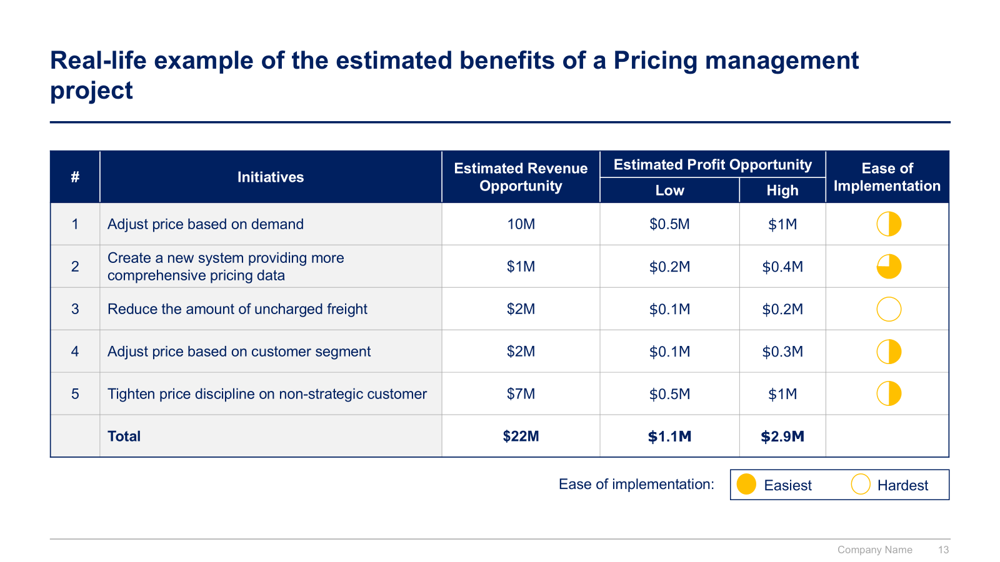 Real-life example of the estimated benefits of a Pricing management
project
# Initiatives Estimated Revenue Opportunity Estimated Profit Opportunity Ease of Implementation
Low High
1 Adjust price based on demand 10M $0.5M $1M
2 Create a new system providing more comprehensive pricing data $1M $0.2M $0.4M
3 Reduce the amount of uncharged freight $2M $0.1M $0.2M
4 Adjust price based on customer segment $2M $0.1M $0.3M
5 Tighten price discipline on non-strategic customer $7M $0.5M $1M
Total $22M $1.1M $2.9M
Ease of implementation: Easiest Hardest
Company Name 13